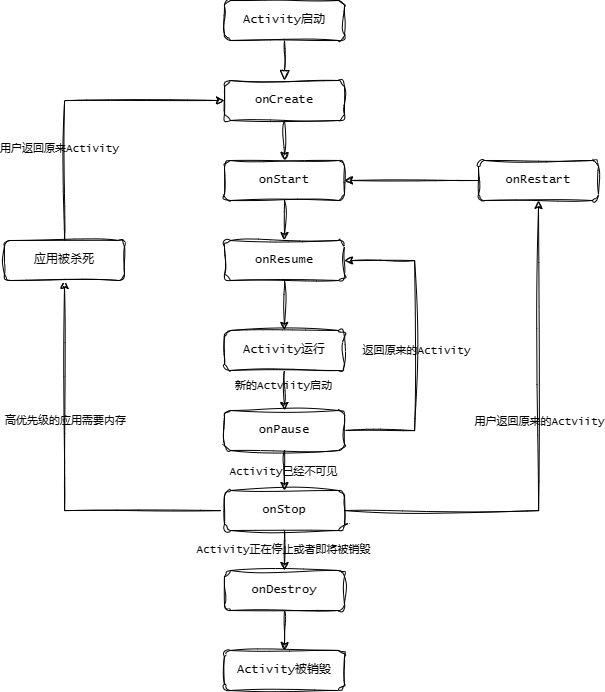 Activity启动
onCreate
用户返回原来Activity
onStart
onRestart
应用被杀死
onResume
Activity运行
返回原来的Activity
新的Actviity启动
高优先级的应用需要内存
onPause
用户返回原来的Actviity
Activity已经不可见
onStop
Activity正在停止或者即将被销毁
onDestroy
Activity被销毁